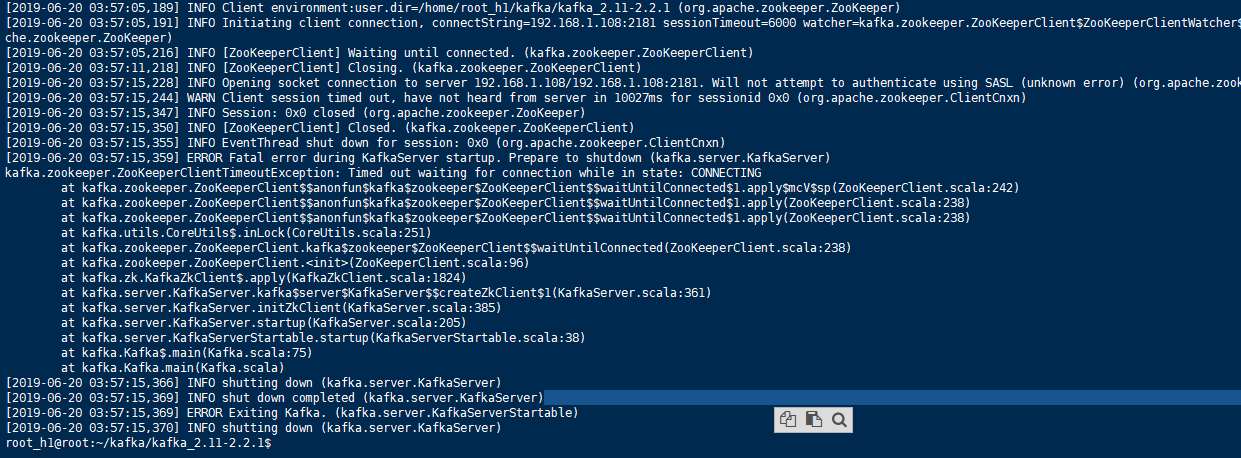 [2019-06-20 03:57:05,189] INFO Client environment:user.dir=/home/root_h1/kafka/kafka_2.11-2.2.1 (org.apache.zookeeper.ZooKeeper)
[2019-06-20 03:57:05,191] INFO Initiating client connection, connectString=192.168.1.108:2181 sessionTimeout=6000 watcher=kafka.zookeeper.ZooKeeperClient$ZooKeeperClientWatcher$
che.zookeeper.ZooKeeper)
[2019-06-20 03:57:05,216] INFO [ZooKeeperClient] Waiting until connected. (kafka.zookeeper.ZooKeeperClient)
[2019-06-20 03:57:11,218] INFO [ZooKeeperClient] Closing. (kafka.zookeeper.ZooKeeperClient)
[2019-06-20 03:57:15,228] INFO Opening socket connection to server 192.168.1.108/192.168.1.108:2181. Will not attempt to authenticate using SASL (unknown error) (org.apache.zook
[2019-06-20 03:57:15,244] WARN Client session timed out, have not heard from server in 10027ms for sessionid 0x0 (org.apache.zookeeper.ClientCnxn)
[2019-06-20 03:57:15,347] INFO Session: 0x0 closed (org.apache.zookeeper.ZooKeeper)
[2019-06-20 03:57:15,350] INFO [ZooKeeperClient] Closed. (kafka.zookeeper.ZooKeeperClient)
[2019-06-20 03:57:15,355] INFO EventThread shut down for session: 0x0 (org.apache.zookeeper.ClientCnxn)
[2019-06-20 03:57:15,359] ERROR Fatal error during KafkaServer startup. Prepare to shutdown (kafka.server.KafkaServer)
kafka.zookeeper.ZooKeeperClientTimeoutException: Timed out waiting for connection while in state: CONNECTING
at kafka.zookeeper.ZooKeeperClient$$anonfun$kafka$zookeeper$ZooKeeperClient$$waitUntilConnected$1.apply$mcV$sp(ZooKeeperClient.scala:242)
at kafka.zookeeper.ZooKeeperClient$$anonfun$kafka$zookeeper$ZooKeeperClient$$waitUntilConnected$1.apply(ZooKeeperClient.scala:238)
at kafka.zookeeper.ZooKeeperClient$$anonfun$kafka$zookeeper$ZooKeeperClient$$waitUntilConnected$1.apply(ZooKeeperClient.scala:238)
at kafka.utils.CoreUtils$.inLock(CoreUtils.scala:251)
at kafka.zookeeper.ZooKeeperClient.kafka$zookeeper$ZooKeeperClient$$waitUntilConnected(ZooKeeperClient.scala:238)
at kafka.zookeeper.ZooKeeperClient.<init>(ZooKeeperClient.scala:96)
at kafka.zk.KafkaZkClient$.apply(KafkaZkClient.scala:1824)
at kafka.server.KafkaServer.kafka$server$KafkaServer$$createZkClient$1(KafkaServer.scala:361)
at kafka.server.KafkaServer.initZkClient(KafkaServer.scala:385)
at kafka.server.KafkaServer.startup(KafkaServer.scala:205)
at kafka.server.KafkaServerStartable.startup(KafkaServerStartable.scala:38)
at kafka.Kafka$.main(Kafka.scala:75)
at kafka.Kafka.main(Kafka.scala)
[2019-06-20 03:57:15,366] INFO shutting down (kafka.server.KafkaServer)
[2019-06-20 03:57:15,369] INFO shut down completed (kafka.server.KafkaServer)
[2019-06-20 03:57:15,369] ERROR Exiting Kafka. (kafka.server.KafkaServerStartable)
[2019-06-20 03:57:15,370] INFO shutting down (kafka.server.KafkaServer)
root_h1@root:~/kafka/kafka_2.11-2.2.1$